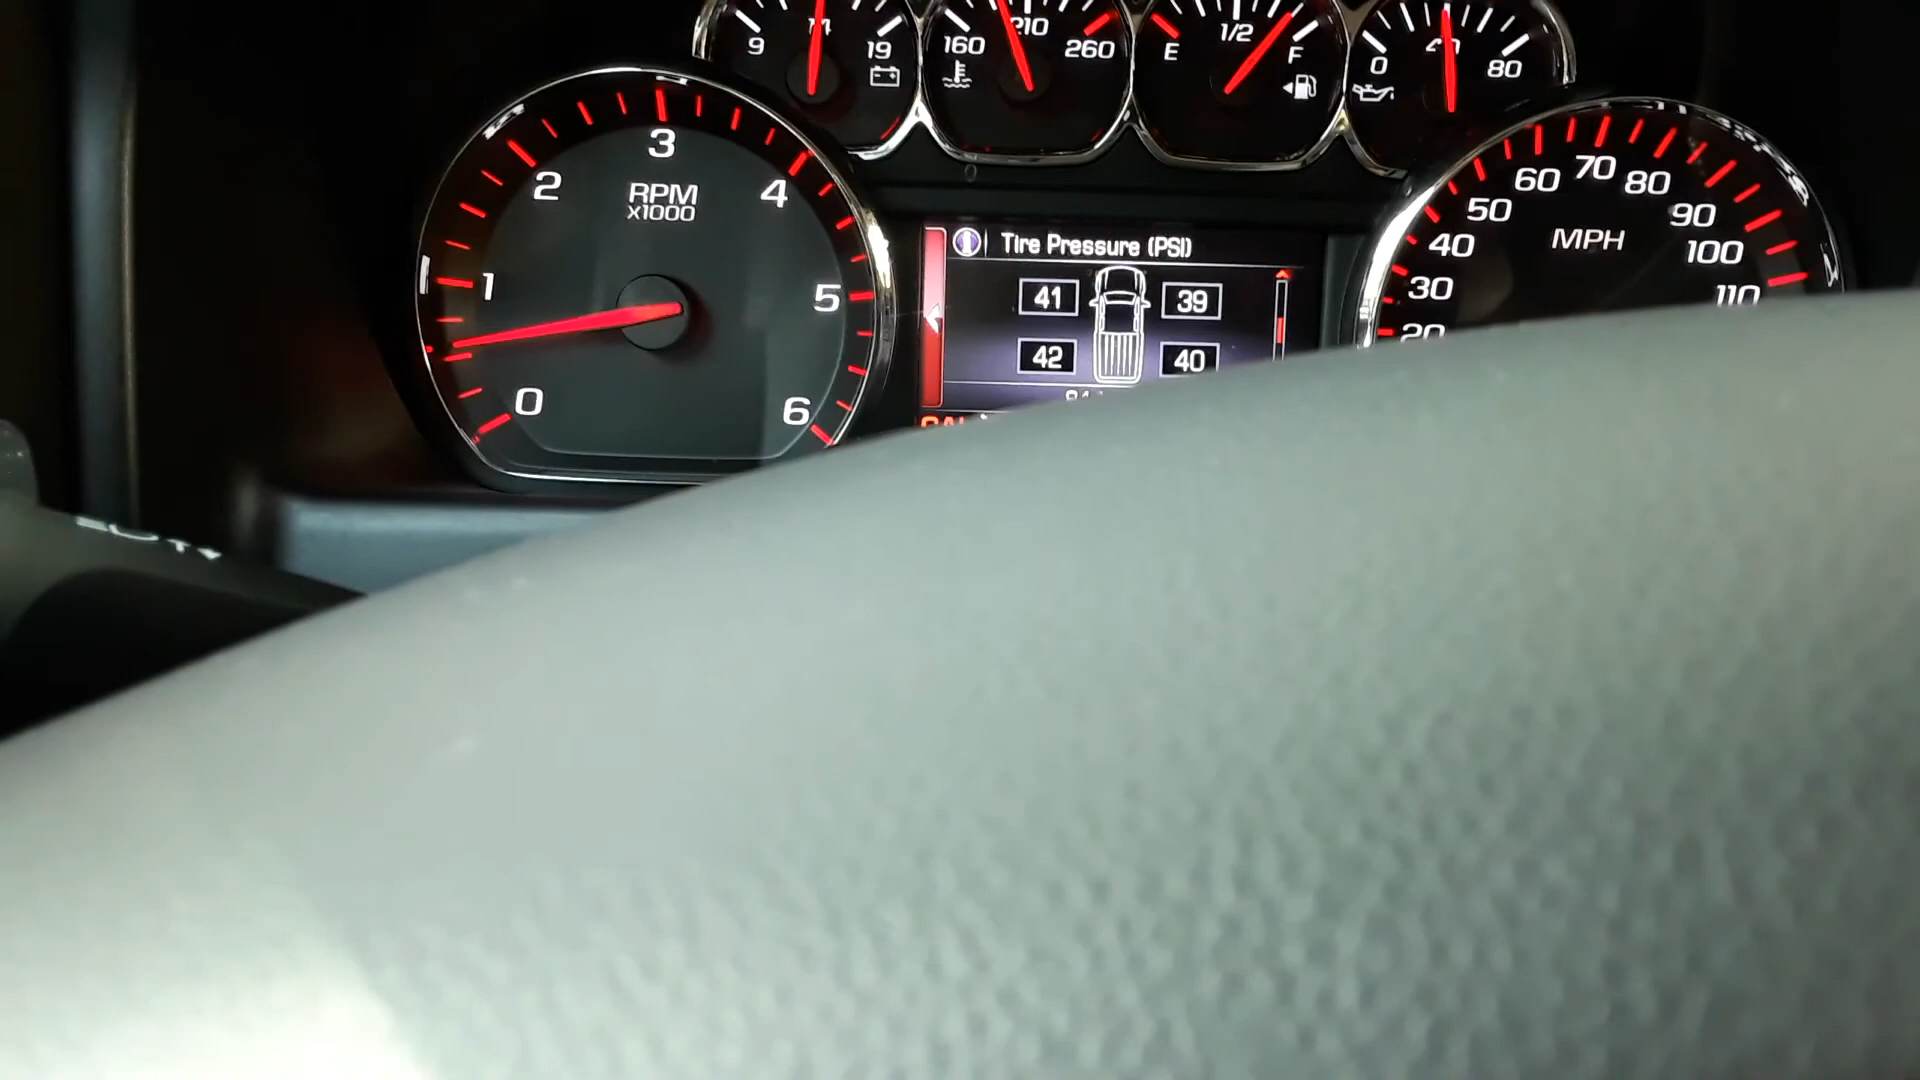 9 19
160 210 260
E 1/2 F
0 40 80
0 1 2 3 4 5 6
RPM
x1000
Tire Pressure (PSI)
41 39
42 40
20 30 40 50 60 70 80 90 100 110
MPH